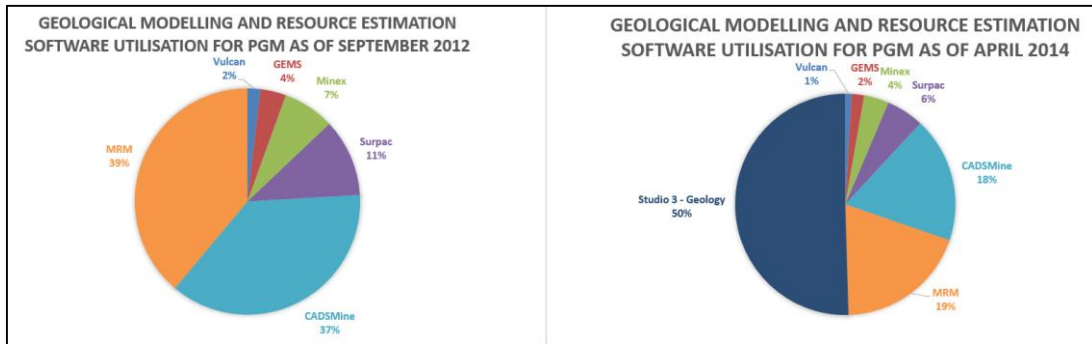 GEOLOGICAL MODELLING AND RESOURCE ESTIMATION
SOFTWARE UTILISATION FOR PGM AS OF SEPTEMBER 2012
Vulcan
2%
GEMS
4%
Minex
7%
Surpac
11%
CADSMine
37%
MRM
39%
GEOLOGICAL MODELLING AND RESOURCE ESTIMATION
SOFTWARE UTILISATION FOR PGM AS OF APRIL 2014
Vulcan
1%
GEMS
2%
Minex
4%
Surpac
6%
CADSMine
18%
MRM
19%
Studio 3 - Geology
50%